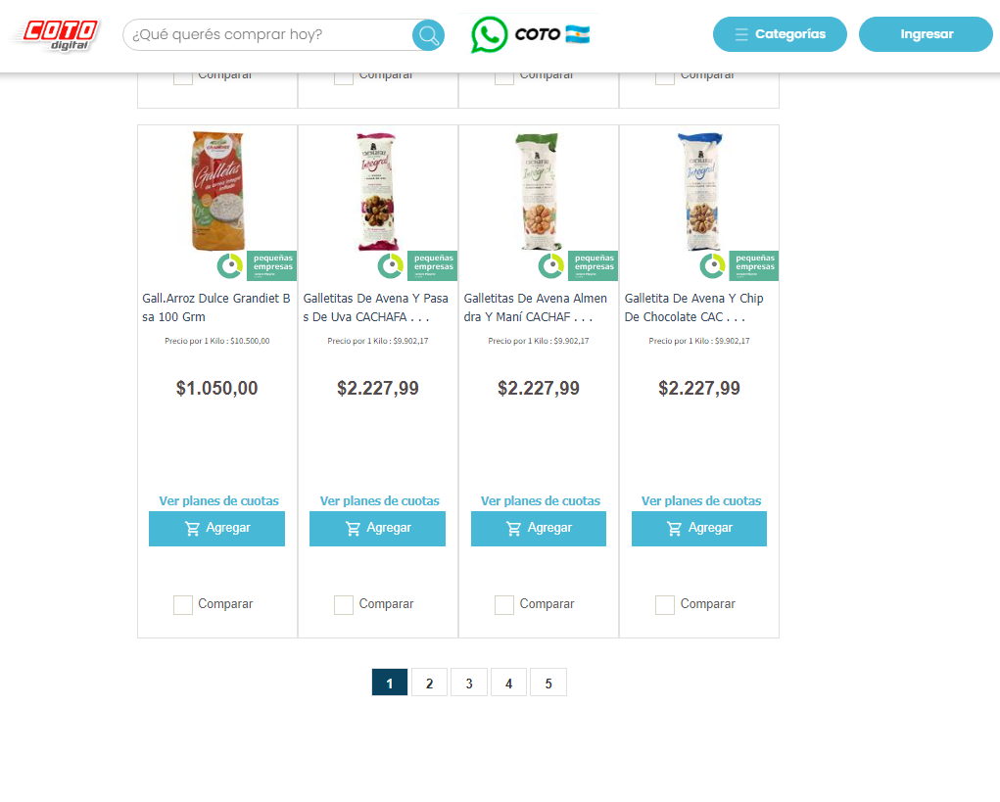 COTO
digital
¿Qué querés comprar hoy?
COTO
Categorías
Ingresar
Comparar
Comparar
Comparar
Comparar
Galletas
Integral
Integral
Integral
pequeñas
empresas
pequeñas
empresas
pequeñas
empresas
pequeñas
empresas
Gall.Arroz Dulce Grandiet B
sa 100 Grm
Galletitas De Avena Y Pasa
s De Uva CACHAFA . . .
Galletitas De Avena Almen
dra Y Maní CACHAF . . .
Galletita De Avena Y Chip
De Chocolate CAC . . .
Precio por 1 Kilo : $10.500,00
Precio por 1 Kilo : $9.902,17
Precio por 1 Kilo : $9.902,17
Precio por 1 Kilo : $9.902,17
$1.050,00
$2.227,99
$2.227,99
$2.227,99
Ver planes de cuotas
Ver planes de cuotas
Ver planes de cuotas
Ver planes de cuotas
Agregar
Agregar
Agregar
Agregar
Comparar
Comparar
Comparar
Comparar
1
2
3
4
5